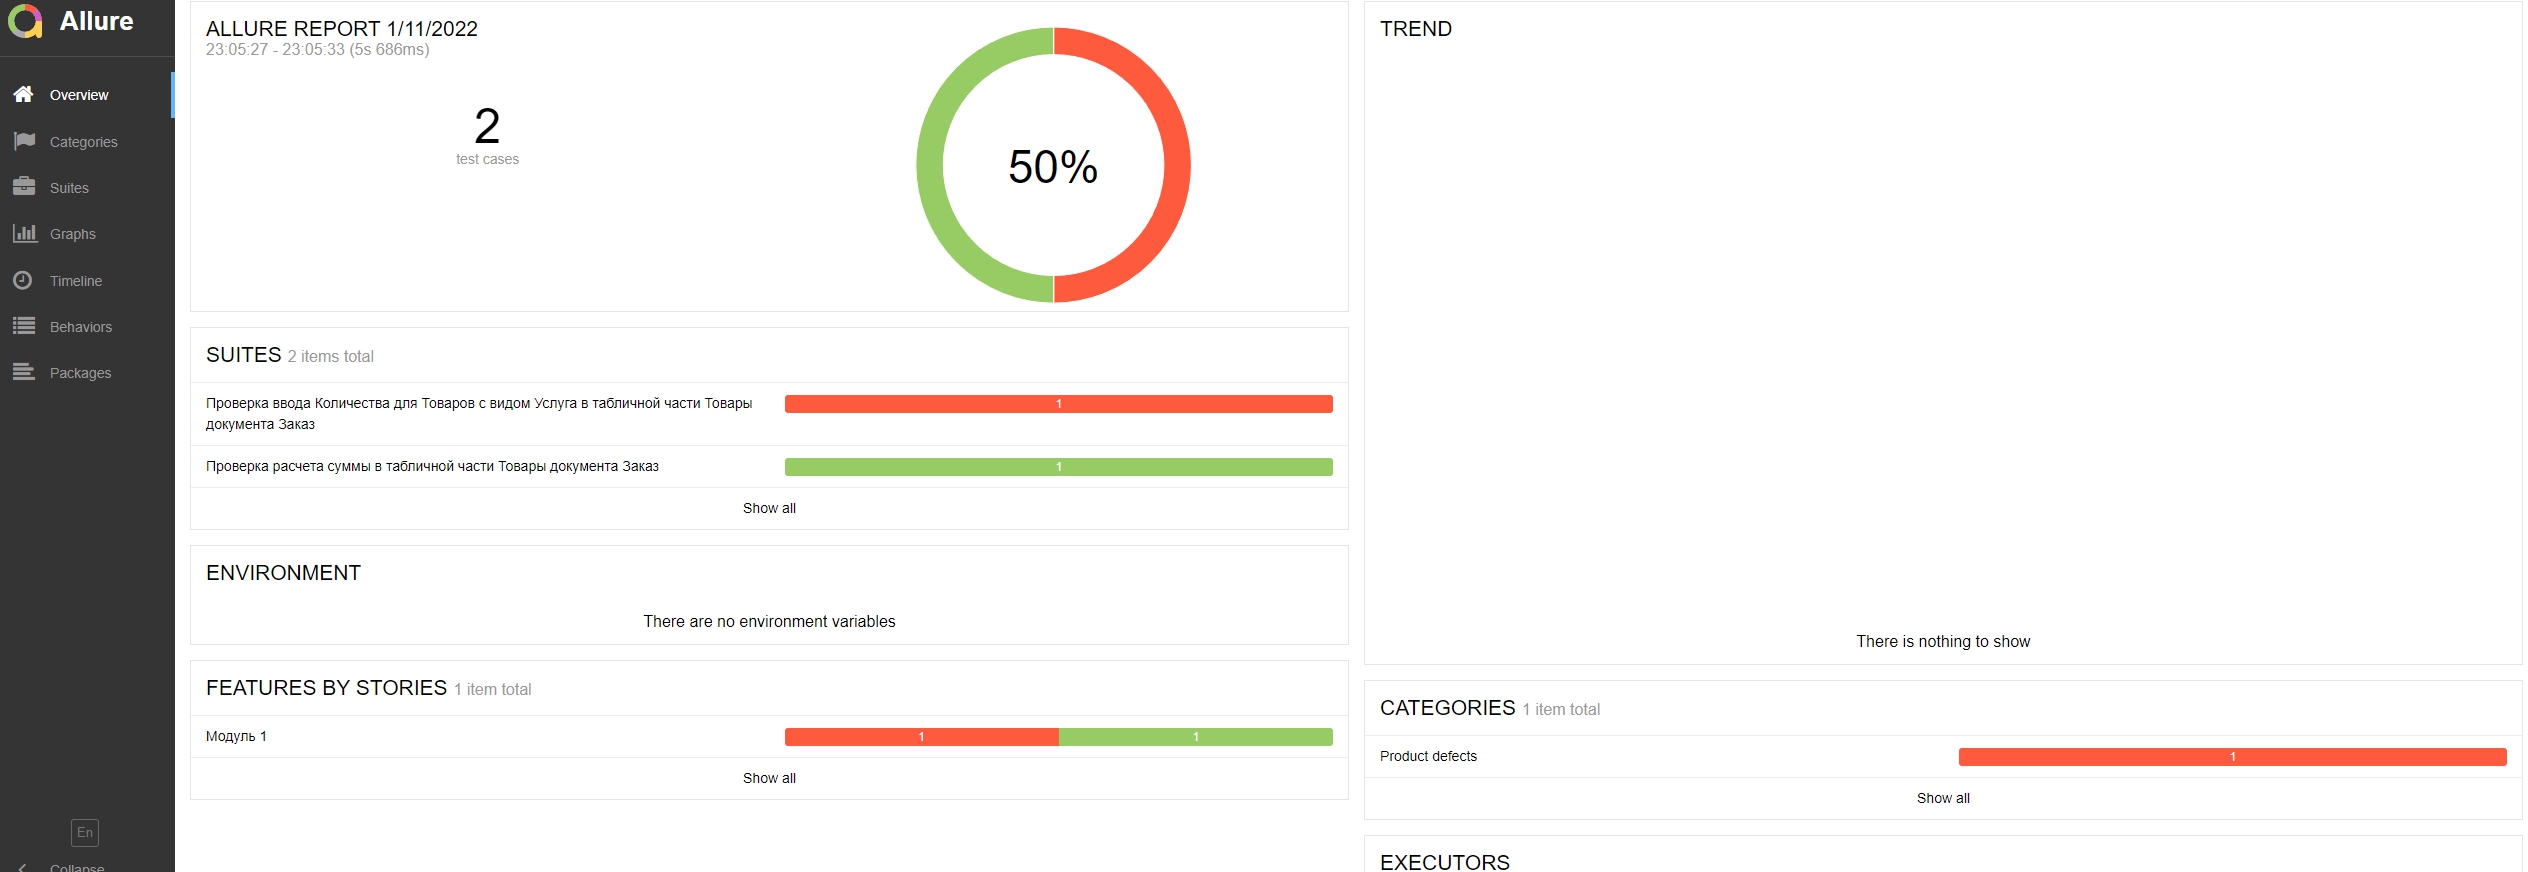 Allure
Overview
Categories
Suites
Graphs
Timeline
Behaviors
Packages
En
Collapse
ALLURE REPORT 1/11/2022
23:05:27 - 23:05:33 (5s 686ms)
2
test cases
50%
SUITES 2 items total
Проверка ввода Количества для Товаров с видом Услуга в табличной части Товары
документа Заказ
1
Проверка расчета суммы в табличной части Товары документа Заказ
1
Show all
ENVIRONMENT
There are no environment variables
FEATURES BY STORIES 1 item total
Модуль 1
1
1
Show all
TREND
There is nothing to show
CATEGORIES 1 item total
Product defects
1
Show all
EXECUTORS